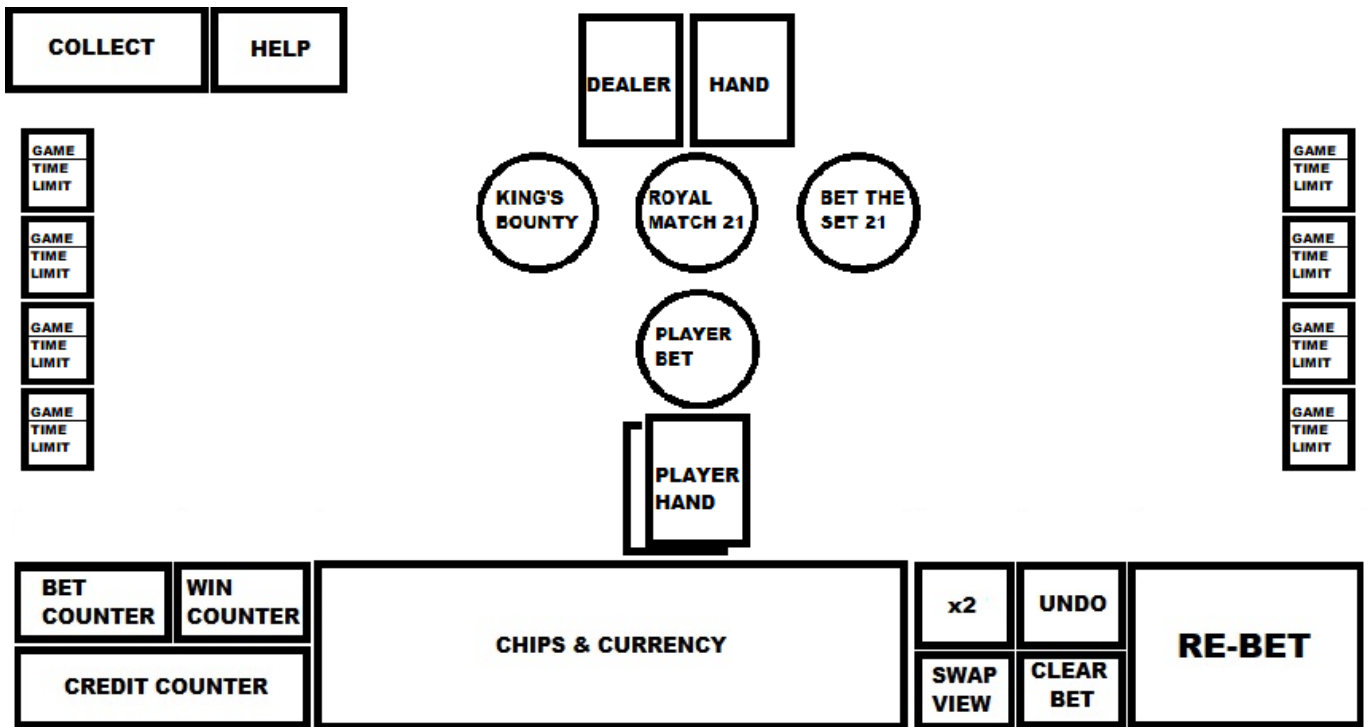 COLLECT
HELP
DEALER
HAND
KING'S
BOUNTY
ROYAL
MATCH 21
BET THE
SET 21
GAME
TIME
LIMIT
GAME
TIME
LIMIT
GAME
TIME
LIMIT
GAME
TIME
LIMIT
GAME
TIME
LIMIT
GAME
TIME
LIMIT
GAME
TIME
LIMIT
GAME
TIME
LIMIT
PLAYER
BET
PLAYER
HAND
BET
COUNTER
WIN
COUNTER
CREDIT COUNTER
CHIPS & CURRENCY
x2
UNDO
SWAP
VIEW
CLEAR
BET
RE-BET